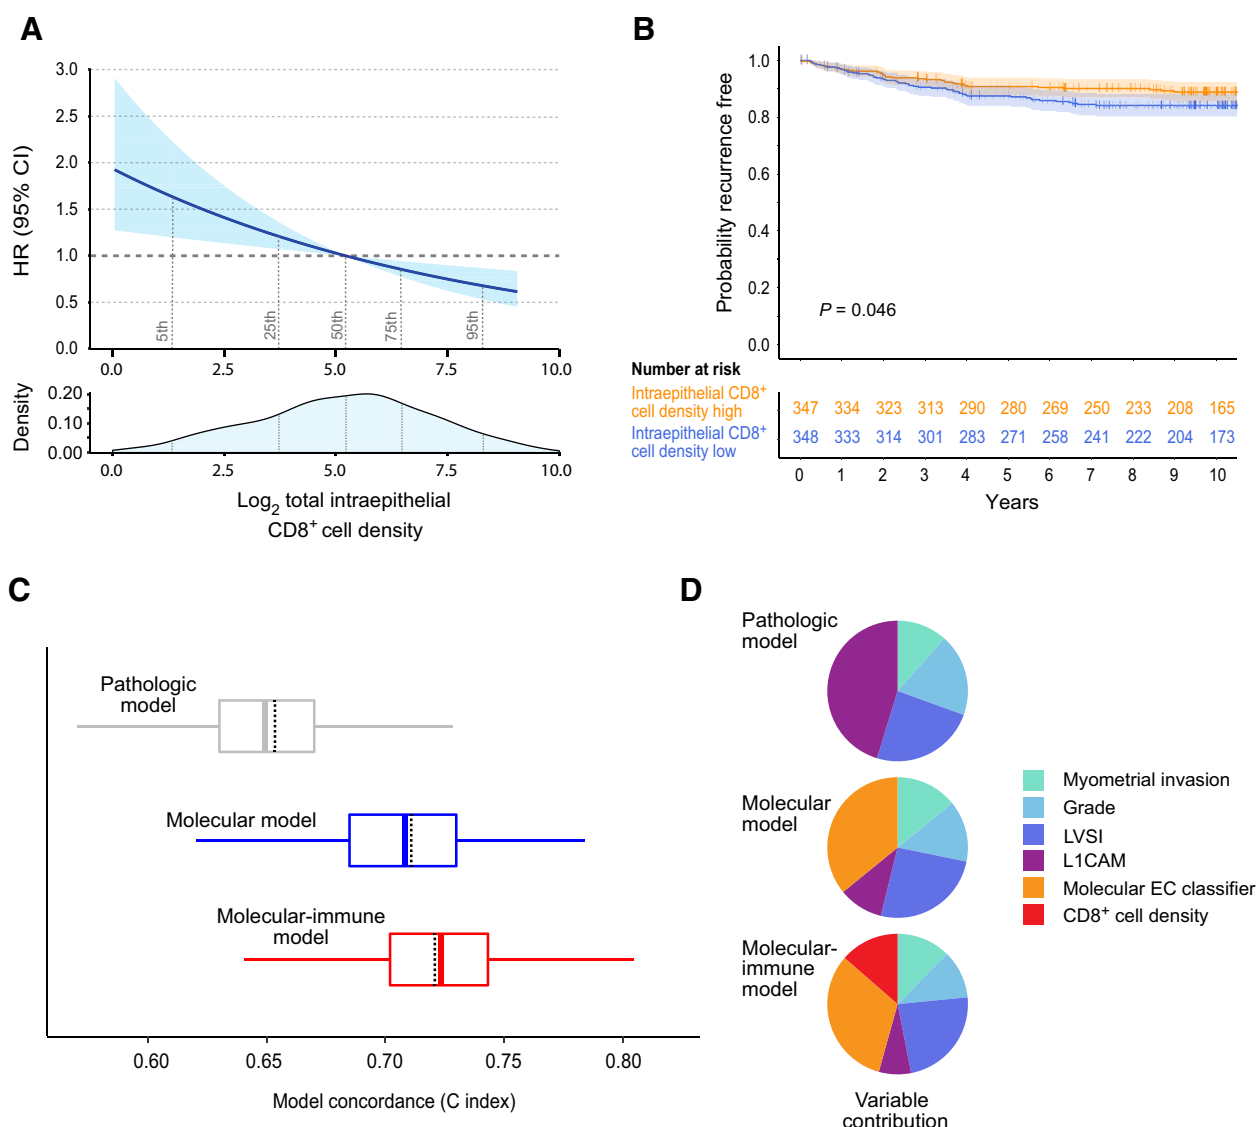 A
3.0
2.5
2.0
1.5
1.0
0.5
0.0
HR (95% CI)
5th
25th
50th
75th
95th
0.0 2.5 5.0 7.5 10.0
Density
0.20
0.10
0.00
0.0 2.5 5.0 7.5 10.0
Log2 total intraepithelial
CD8+ cell density
B
Probability recurrence free
1.0
0.8
0.6
0.4
0.2
0.0
P = 0.046
Number at risk
Intraepithelial CD8+
cell density high
347 334 323 313 290 280 269 250 233 208 165
Intraepithelial CD8+
cell density low
348 333 314 301 283 271 258 241 222 204 173
0 1 2 3 4 5 6 7 8 9 10
Years
C
Pathologic
model
Molecular model
Molecular-immune
model
0.60 0.65 0.70 0.75 0.80
Model concordance (C index)
D
Pathologic
model
Molecular
model
Molecular-
immune
model
Variable
contribution
Myometrial invasion
Grade
LVSI
L1CAM
Molecular EC classifier
CD8+ cell density